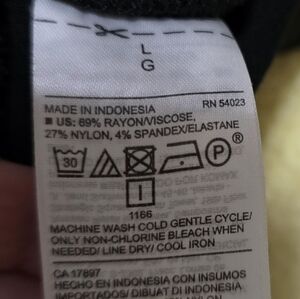 L
G
MADE IN INDONESIA RN 54023
■ US: 69% RAYON/VISCOSE,
27% NYLON, 4% SPANDEX/ELASTANE
30 P ®
I
1166
MACHINE WASH COLD GENTLE CYCLE/
ONLY NON-CHLORINE BLEACH WHEN
NEEDED/ LINE DRY/ COOL IRON
CA 17897
HECHO EN INDONESIA CON INSUMOS
IMPORTADOS/ DIBUAT DI INDONESIA